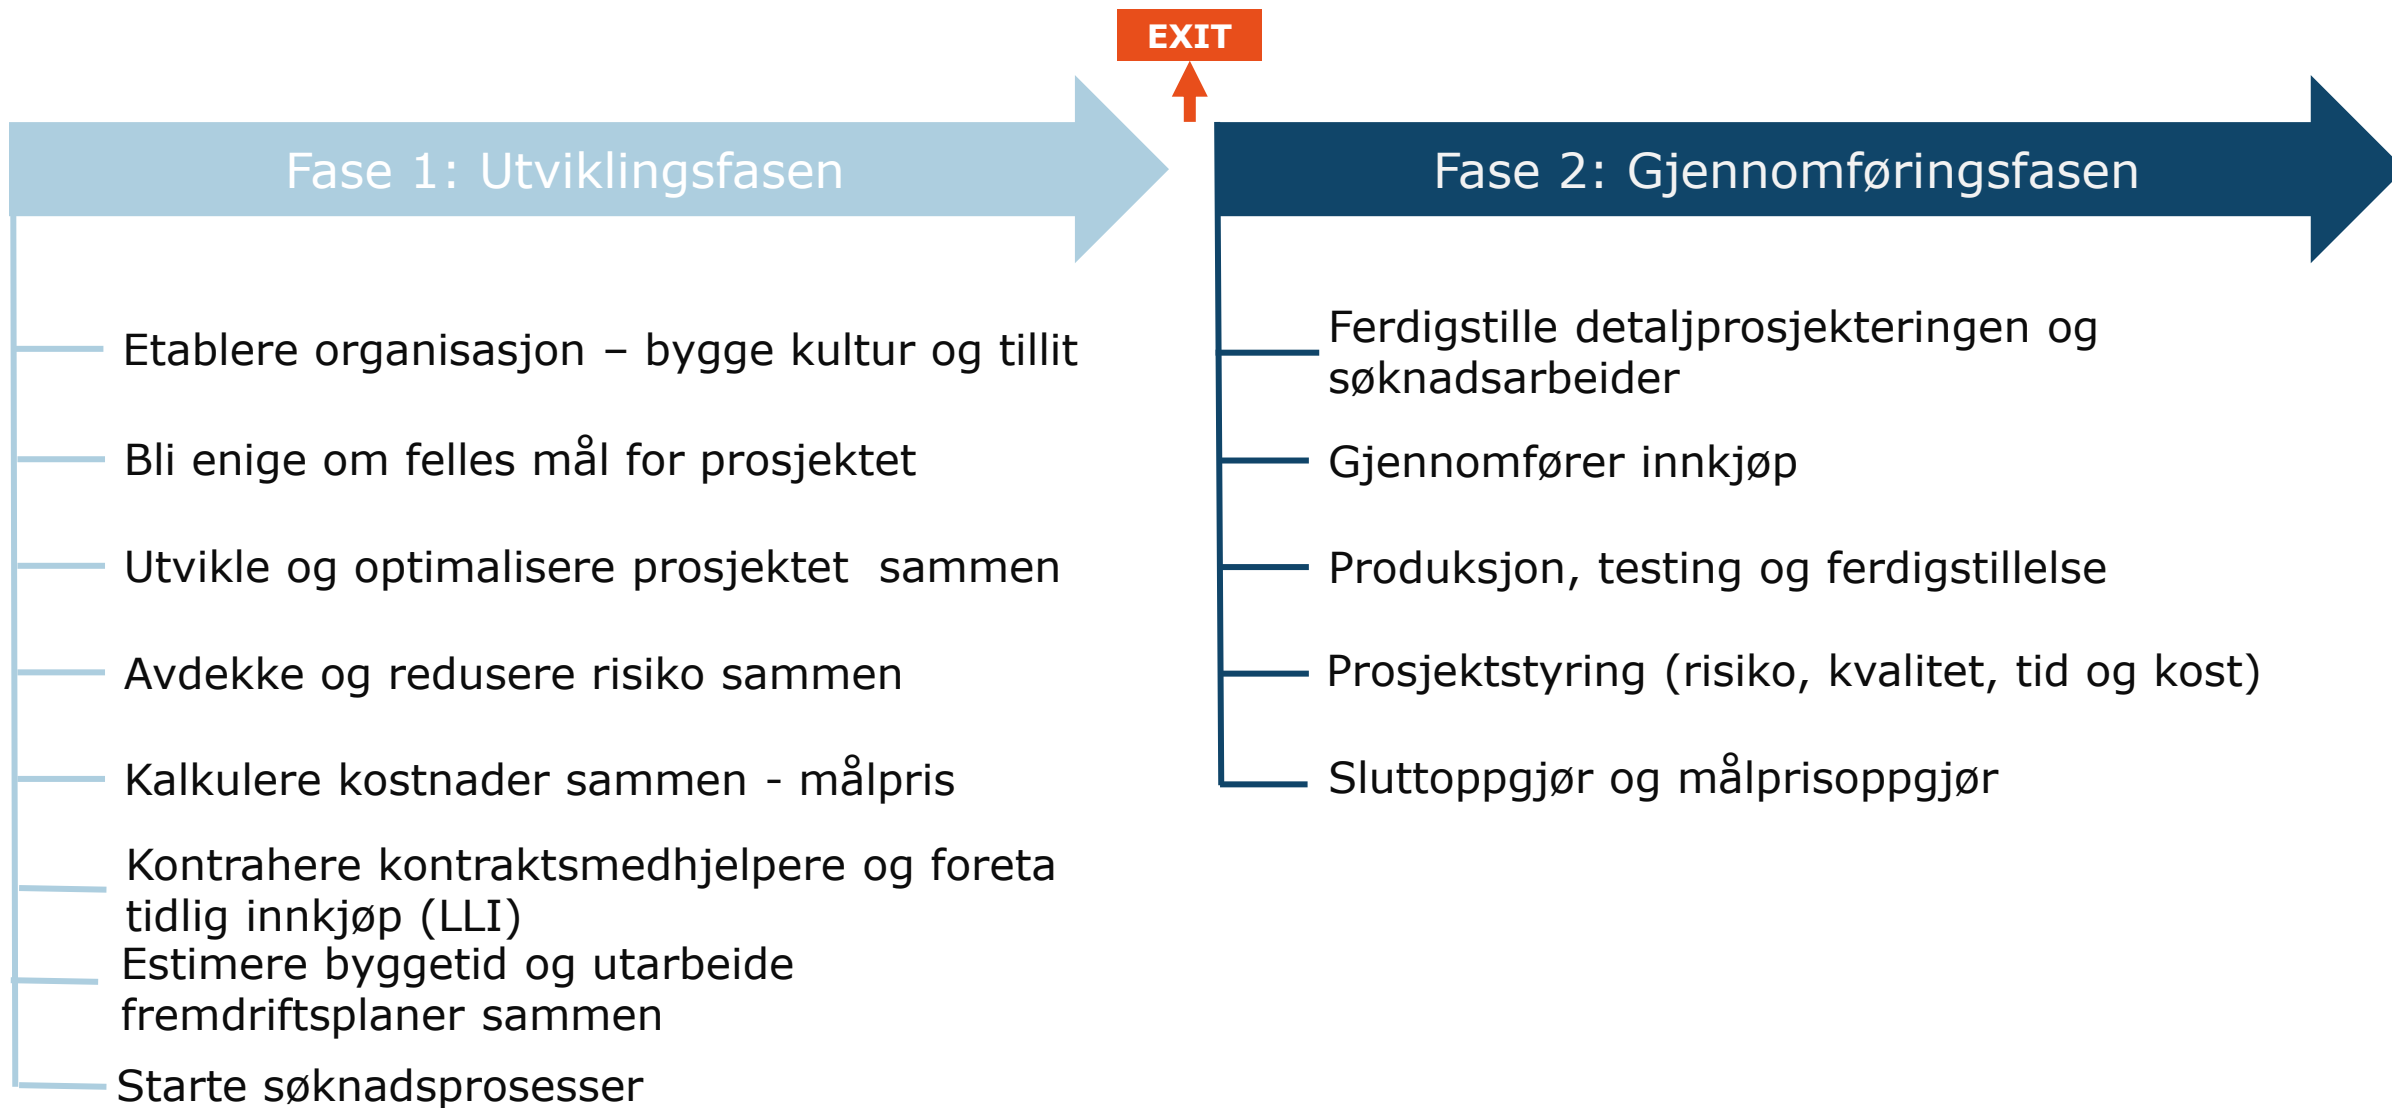 EXIT
Fase 1: Utviklingsfasen
Etablere organisasjon – bygge kultur og tillit
Bli enige om felles mål for prosjektet
Utvikle og optimalisere prosjektet  sammen
Avdekke og redusere risiko sammen
Kalkulere kostnader sammen - målpris
Kontrahere kontraktsmedhjelpere og foreta
tidlig innkjøp (LLI)
Estimere byggetid og utarbeide
fremdriftsplaner sammen
Starte søknadsprosesser
Fase 2: Gjennomføringsfasen
Ferdigstille detaljprosjekteringen og
søknadsarbeider
Gjennomfører innkjøp
Produksjon, testing og ferdigstillelse
Prosjektstyring (risiko, kvalitet, tid og kost)
Sluttoppgjør og målprisoppgjør